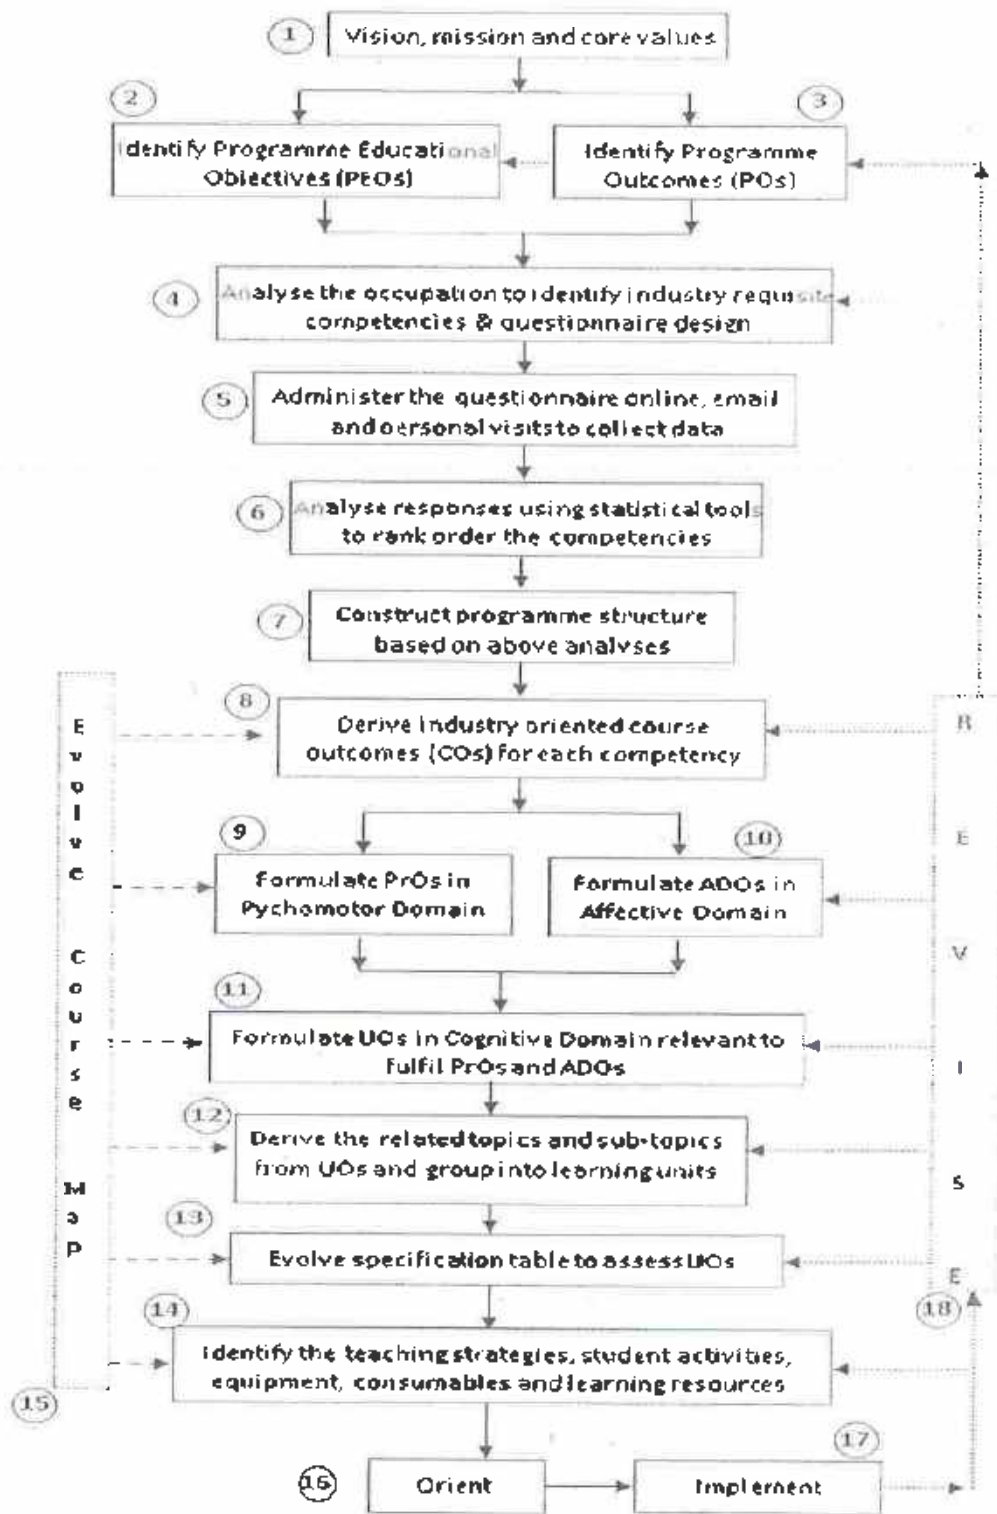 1
Vision, mission and core values
2
3
Identify Programme Educational
Objectives (PEOs)
Identify Programme
Outcomes (POs)
4
Analyse the occupation to identify industry requisite
competencies & questionnaire design
5
Administer the questionnaire online, email
and personal visits to collect data
6
Analyse responses using statistical tools
to rank order the competencies
7
Construct programme structure
based on above analyses
8
Derive industry oriented course
outcomes (COs) for each competency
9
Formulate PrOs in
Pychomotor Domain
10
Formulate ADOs in
Affective Domain
11
Formulate UOs in Cognitive Domain relevant to
fulfil PrOs and ADOs
12
Derive the related topics and sub-topics
from UOs and group into learning units
13
Evolve specification table to assess UOs
14
Identify the teaching strategies, student activities,
equipment, consumables and learning resources
Evolve Course Map
15
16
Orient
17
Implement
REVISE
18